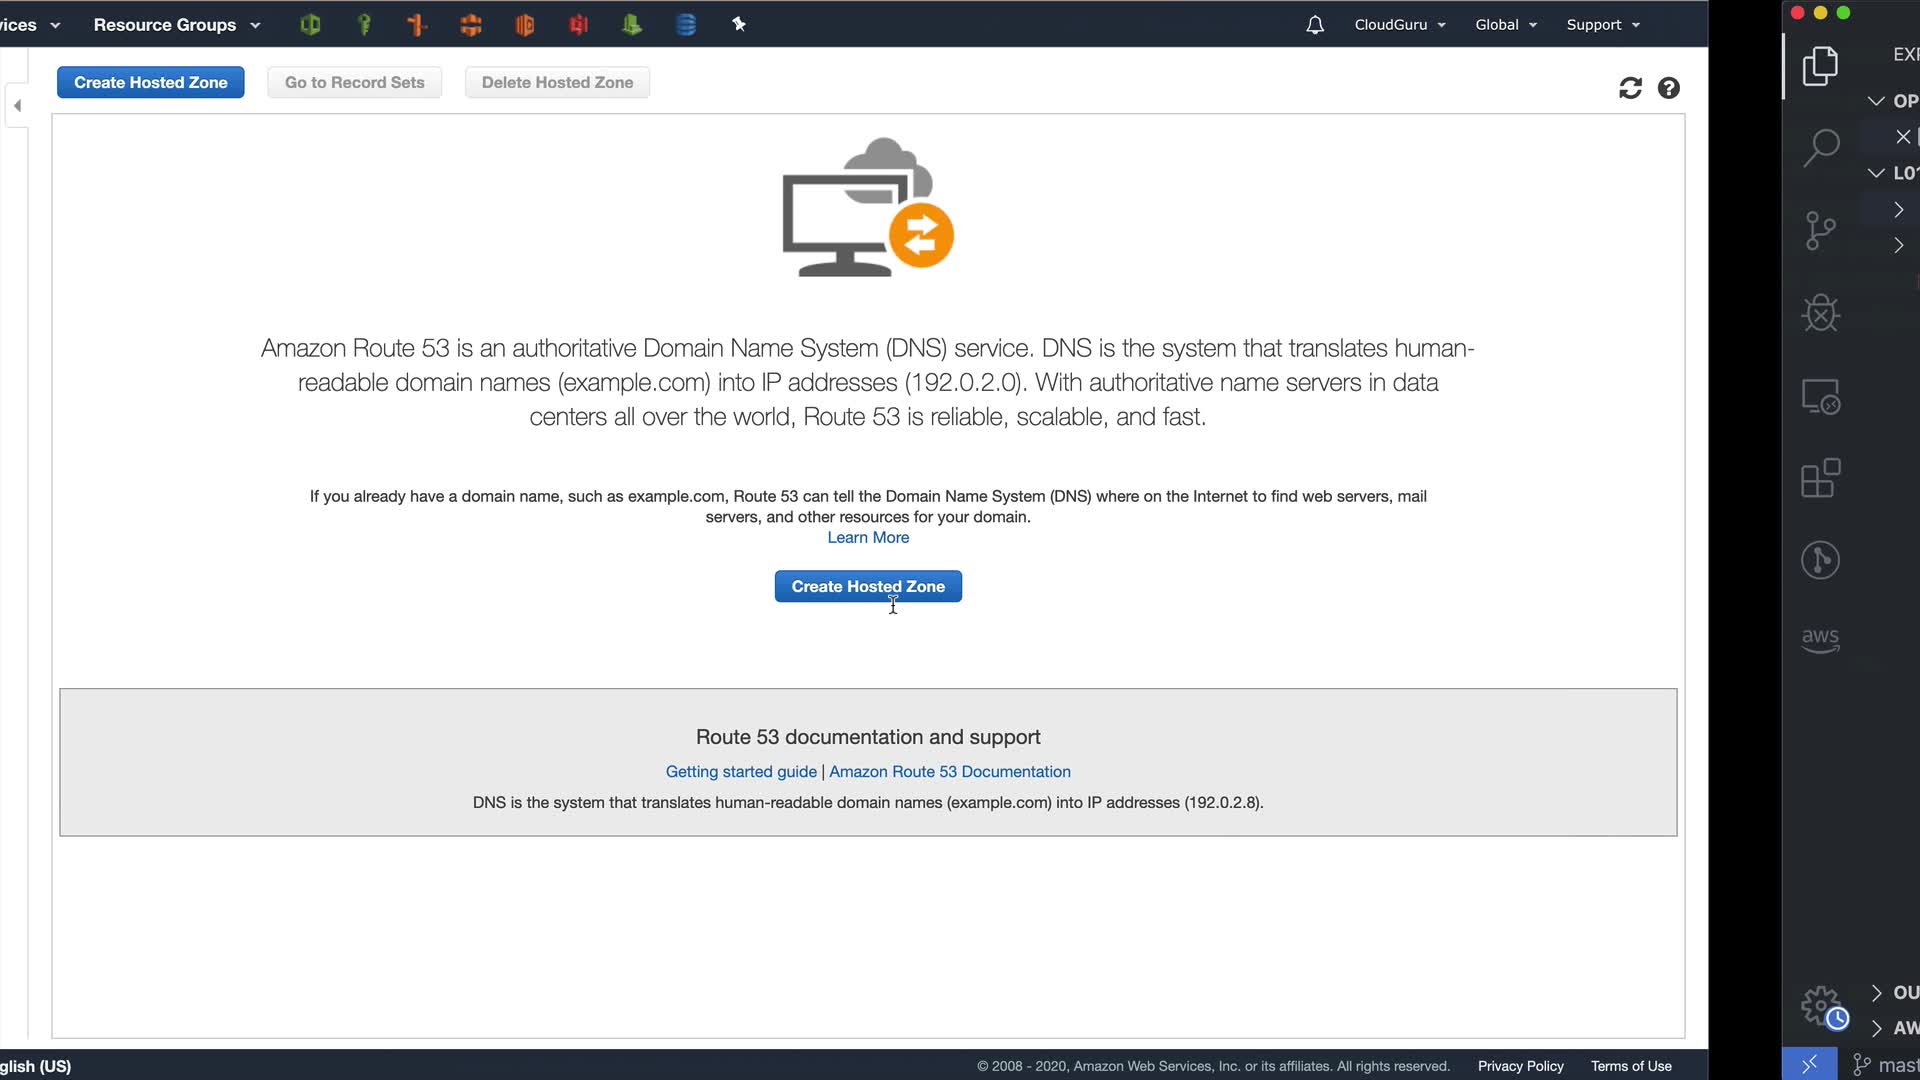 vices
Resource Groups
CloudGuru
Global
Support
Create Hosted Zone
Go to Record Sets
Delete Hosted Zone
Amazon Route 53 is an authoritative Domain Name System (DNS) service. DNS is the system that translates human-
readable domain names (example.com) into IP addresses (192.0.2.0). With authoritative name servers in data
centers all over the world, Route 53 is reliable, scalable, and fast.
If you already have a domain name, such as example.com, Route 53 can tell the Domain Name System (DNS) where on the Internet to find web servers, mail
servers, and other resources for your domain.
Learn More
Create Hosted Zone
Route 53 documentation and support
Getting started guide | Amazon Route 53 Documentation
DNS is the system that translates human-readable domain names (example.com) into IP addresses (192.0.2.8).
glish (US)
© 2008 - 2020, Amazon Web Services, Inc. or its affiliates. All rights reserved.
Privacy Policy
Terms of Use
EXP
OP
L01
aws
OU
AW
mast